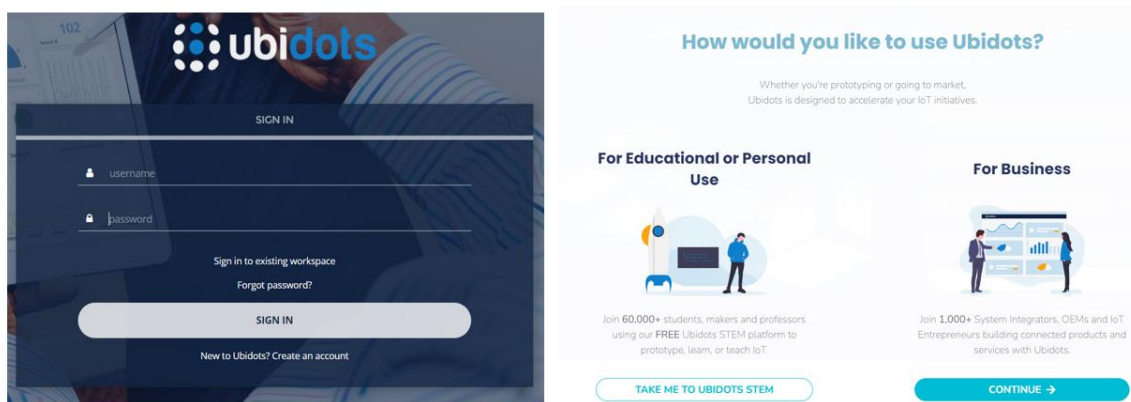 102
ubidots
SIGN IN
username
password
Sign in to existing workspace
Forgot password?
SIGN IN
New to Ubidots? Create an account
How would you like to use Ubidots?
Whether you're prototyping or going to market,
Ubidots is designed to accelerate your IoT initiatives.
For Educational or Personal
Use
Join 60,000+ students, makers and professors
using our FREE Ubidots STEM platform to
prototype, learn, or teach IoT.
TAKE ME TO UBIDOTS STEM
For Business
Join 1,000+ System Integrators, OEMs and IoT
Entrepreneurs building connected products and
services with Ubidots.
CONTINUE →